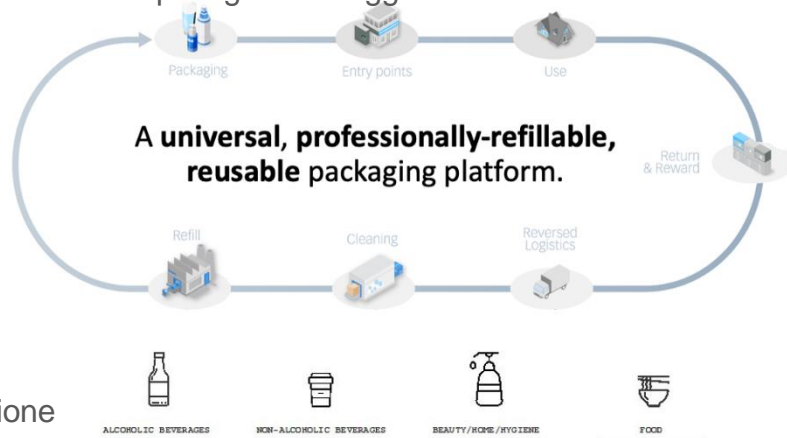 Packaging
Entry points
Use
A universal, professionally-refillable,
reusable packaging platform.
Return
& Reward
Refill
Cleaning
Reversed
Logistics
ALCOHOLIC BEVERAGES
NON-ALCOHOLIC BEVERAGES
BEAUTY/HOME/HYGIENE
FOOD